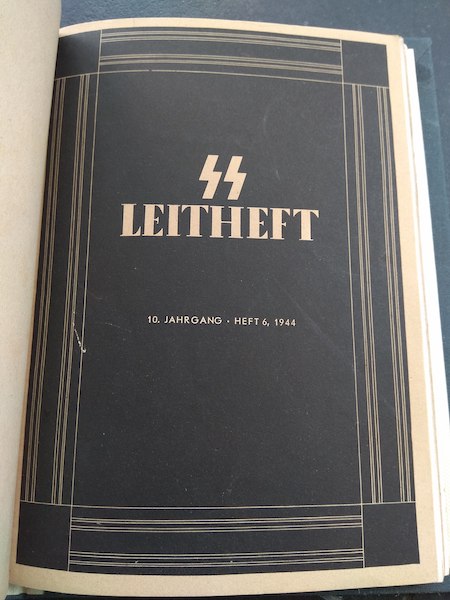 SS
LEITHEFT
10. JAHRGANG · HEFT 6, 1944